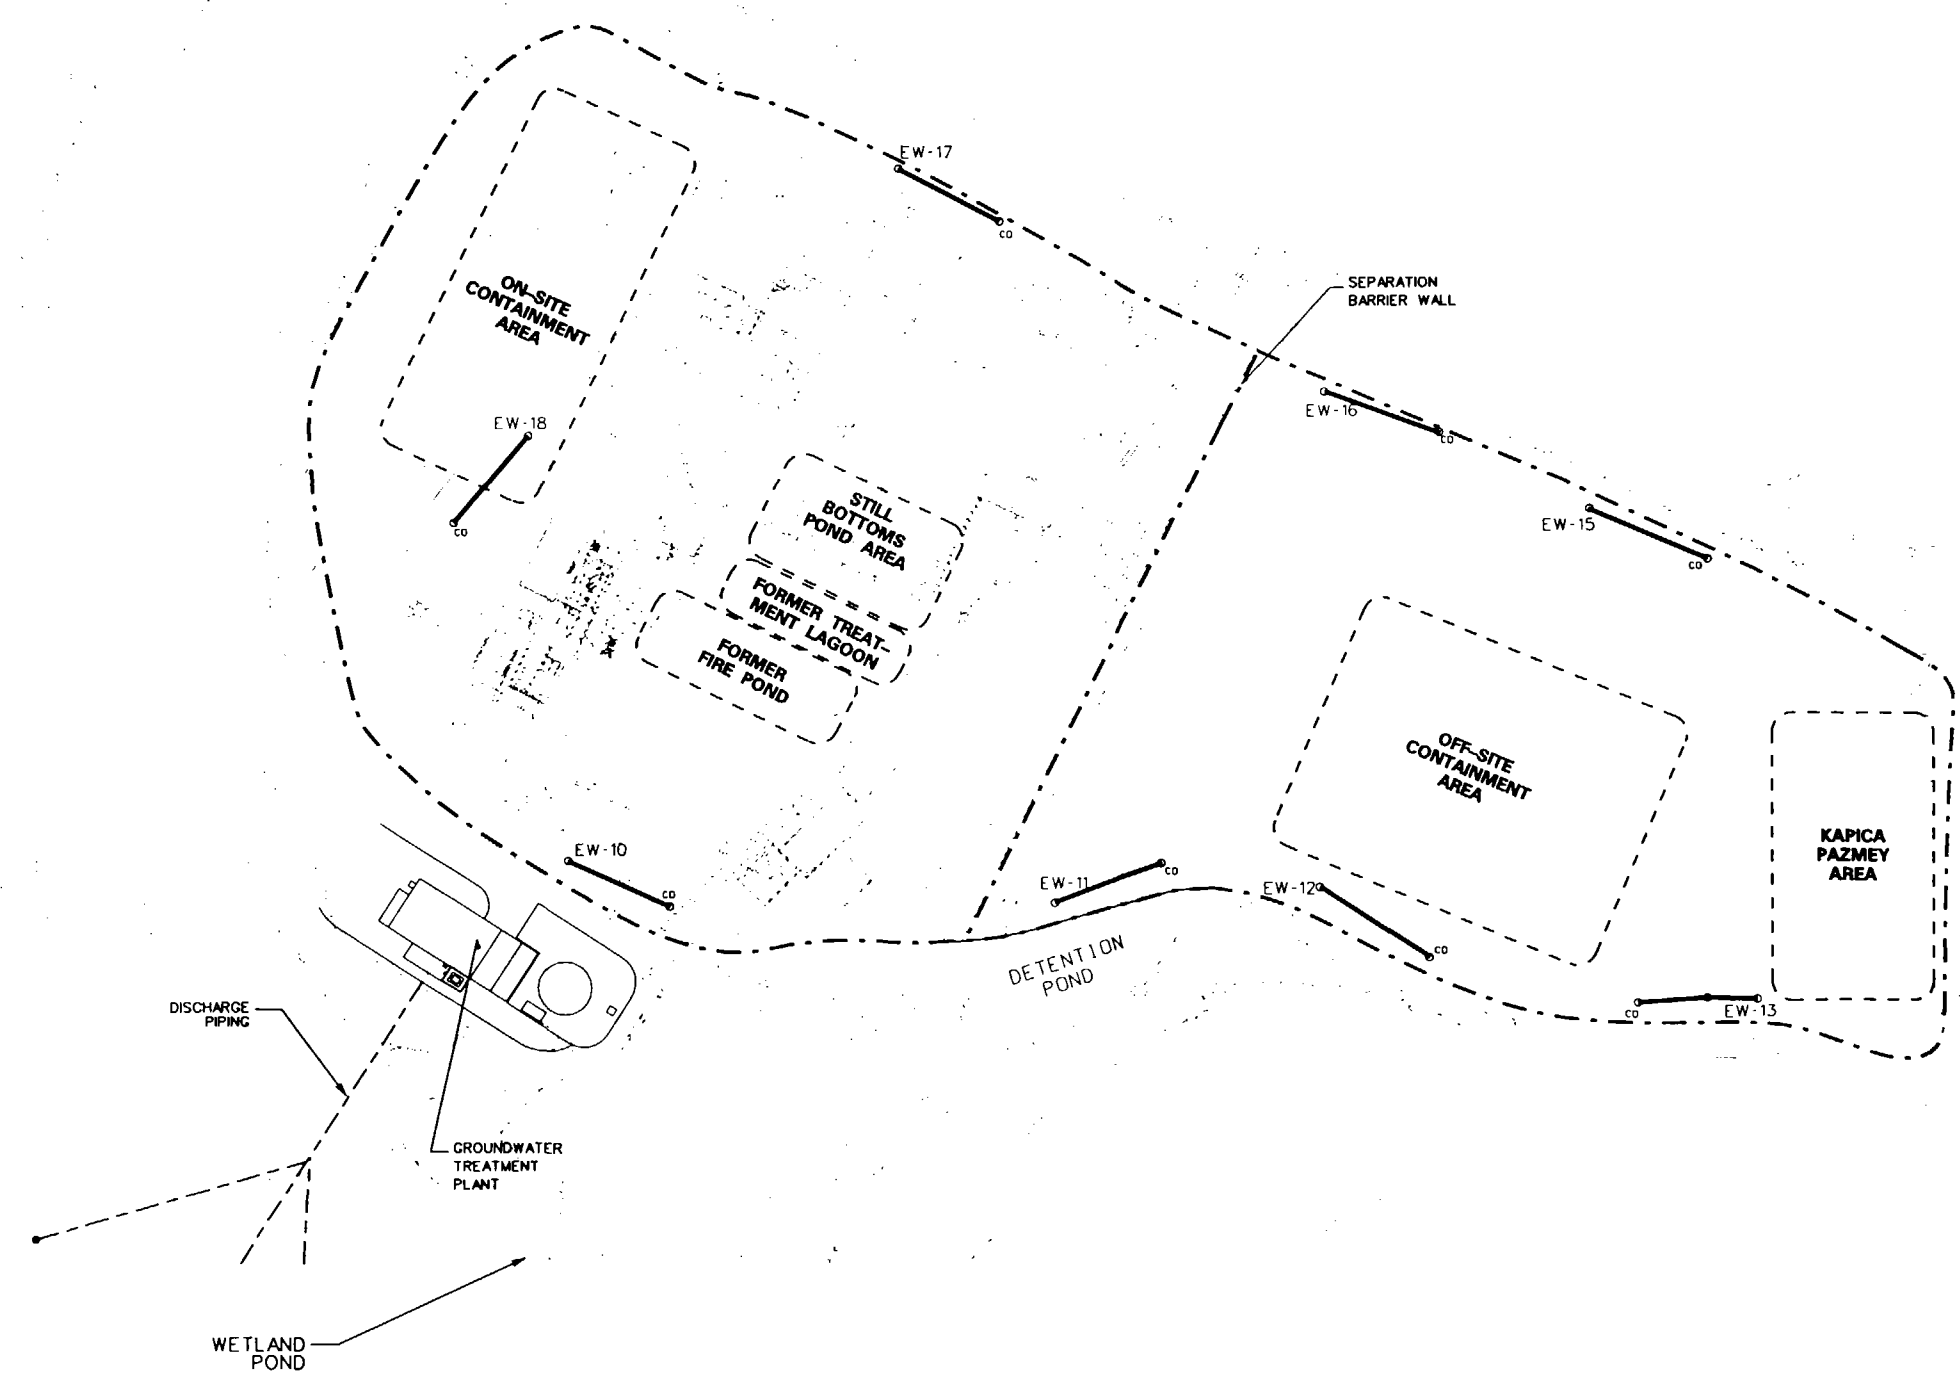 EW-17
CO
SEPARATION
BARRIER WALL
ON-SITE
CONTAINMENT
AREA
EW-16
CO
EW-18
CO
STILL
BOTTOMS
POND AREA
EW-15
CO
FORMER TREAT-
MENT LAGOON
FORMER
FIRE POND
OFF-SITE
CONTAINMENT
AREA
KAPICA
PAZMEY
AREA
EW-10
CO
EW-11
CO
EW-12
CO
DETENTION
POND
CO
EW-13
DISCHARGE
PIPING
GROUNDWATER
TREATMENT
PLANT
WETLAND
POND